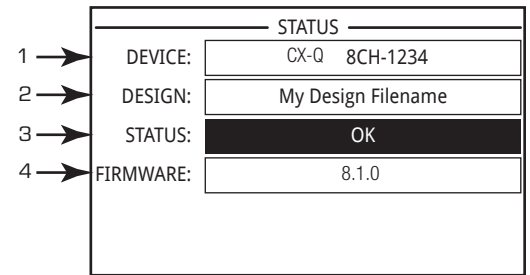 STATUS
1 DEVICE: CX-Q 8CH-1234
2 DESIGN: My Design Filename
3 STATUS: OK
4 FIRMWARE: 8.1.0